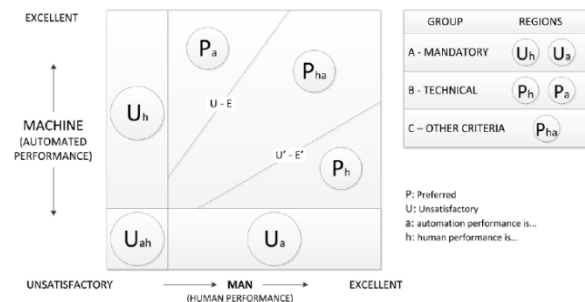 EXCELLENT
MACHINE
(AUTOMATED
PERFORMANCE)
UNSATISFACTORY
MAN
(HUMAN PERFORMANCE)
EXCELLENT
Pa
Pha
U - E
Uh
U' - E'
Ph
Uah
Ua
GROUP REGIONS
A - MANDATORY Uh Ua
B - TECHNICAL Ph Pa
C – OTHER CRITERIA Pha
P: Preferred
U: Unsatisfactory
a: automation performance is...
h: human performance is...